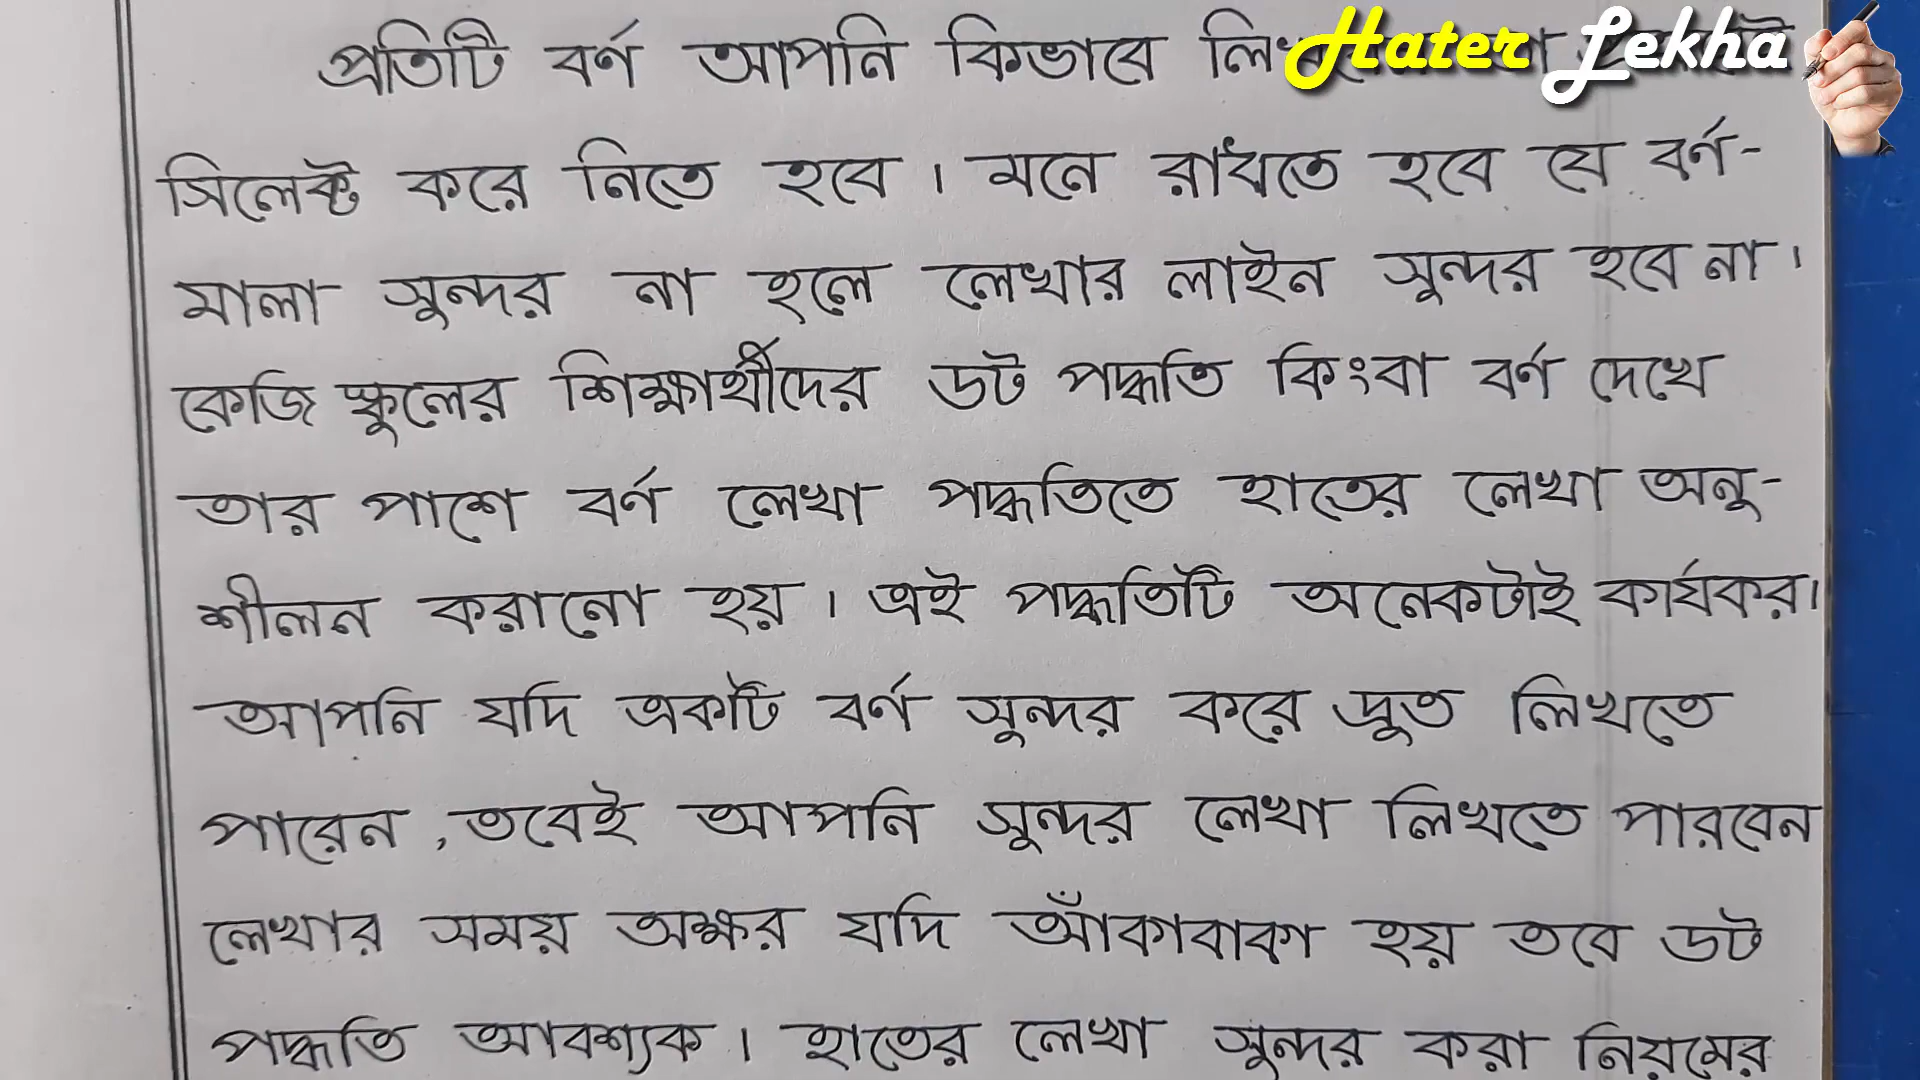 Hater Lekha
প্রতিটি বর্ণ আপনি কিভাবে
সিলেক্ট করে নিতে হবে । মনে রাখতে হবে যে বর্ণ-
মালা সুন্দর না হলে লেখার লাইন সুন্দর হবে না ।
কেজি স্কুলের শিক্ষার্থীদের ডট পদ্ধতি কিংবা বর্ণ দেখে
তার পাশে বর্ণ লেখা পদ্ধতিতে হাতের লেখা অনু-
শীলন করানো হয় । এই পদ্ধতিটি অনেকটাই কার্যকর ।
আপনি যদি একটি বর্ণ সুন্দর করে দ্রুত লিখতে
পারেন , তবেই আপনি সুন্দর লেখা লিখতে পারবেন
লেখার সময় অক্ষর যদি আঁকাবাকা হয় তবে ডট
পদ্ধতি আবশ্যক । হাতের লেখা সুন্দর করা নিয়মের